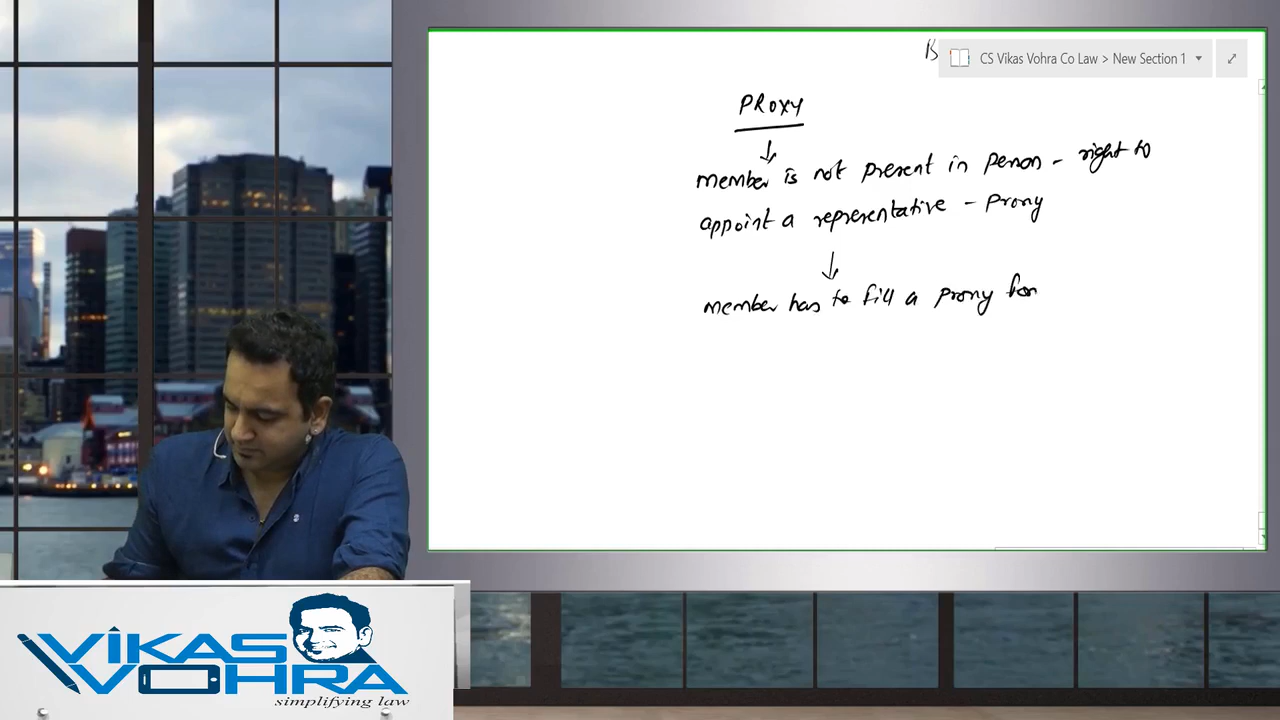 CS Vikas Vohra Co Law > New Section 1
PROXY
member is not present in person - right to
appoint a representative - Proxy
member has to fill a proxy for
VIKAS
VOHRA
simplifying law